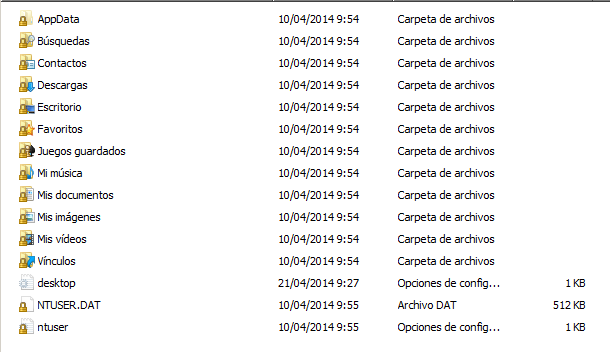 AppData 10/04/2014 9:54 Carpeta de archivos
Búsquedas 10/04/2014 9:54 Carpeta de archivos
Contactos 10/04/2014 9:54 Carpeta de archivos
Descargas 10/04/2014 9:54 Carpeta de archivos
Escritorio 10/04/2014 9:54 Carpeta de archivos
Favoritos 10/04/2014 9:54 Carpeta de archivos
Juegos guardados 10/04/2014 9:54 Carpeta de archivos
Mi música 10/04/2014 9:54 Carpeta de archivos
Mis documentos 10/04/2014 9:54 Carpeta de archivos
Mis imágenes 10/04/2014 9:54 Carpeta de archivos
Mis vídeos 10/04/2014 9:54 Carpeta de archivos
Vínculos 10/04/2014 9:54 Carpeta de archivos
desktop 21/04/2014 9:27 Opciones de config... 1 KB
NTUSER.DAT 10/04/2014 9:55 Archivo DAT 512 KB
ntuser 10/04/2014 9:55 Opciones de config... 1 KB